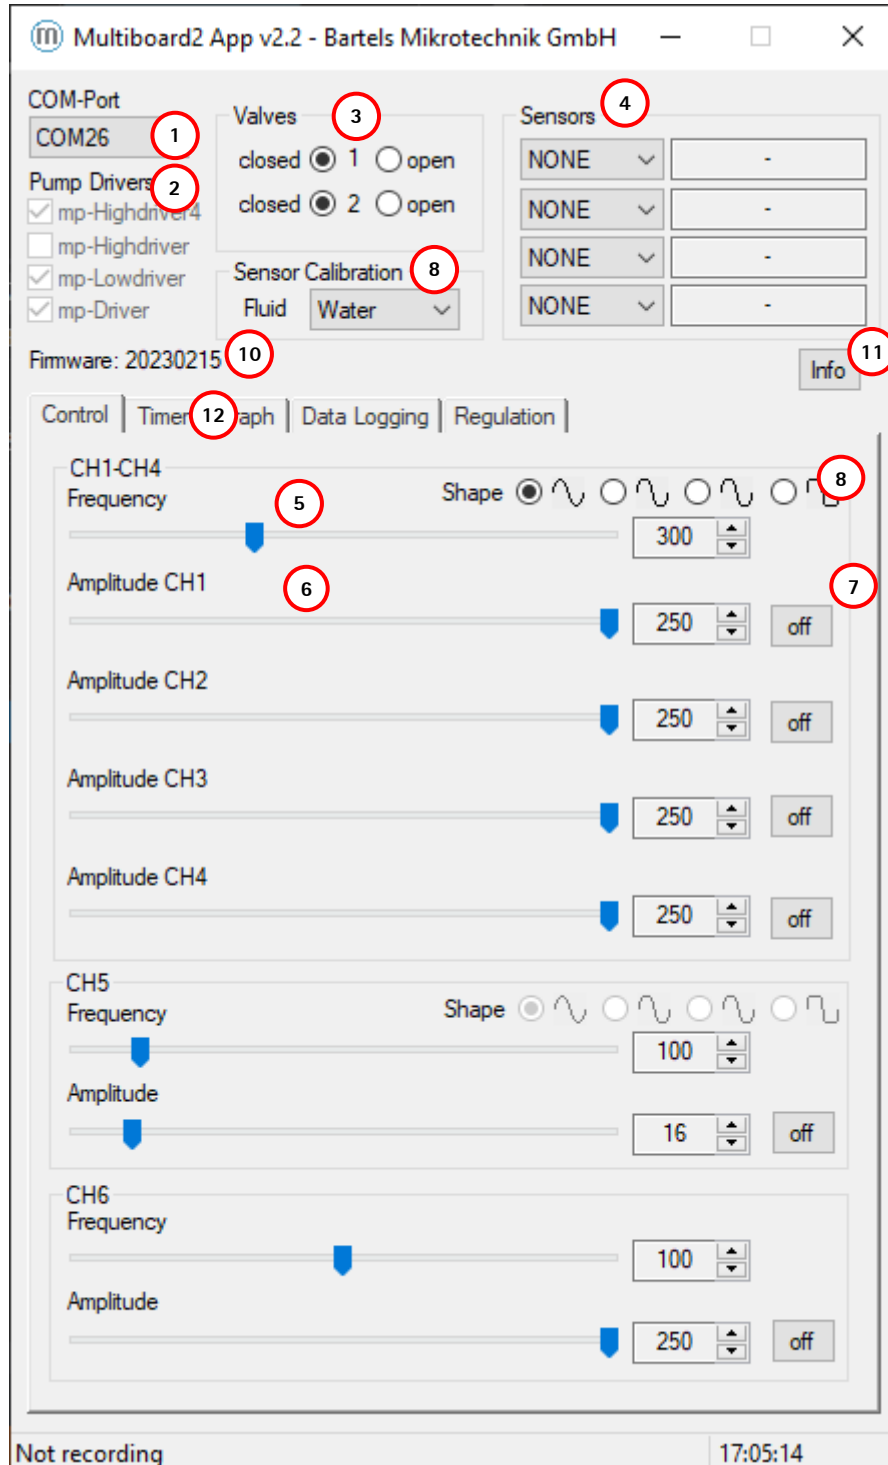 Multiboard2 App v2.2 - Bartels Mikrotechnik GmbH
COM-Port
COM26
1
Pump Drivers
2
mp-Highdriver4
mp-Highdriver
mp-Lowdriver
mp-Driver
Valves
3
closed 1 open
closed 2 open
Sensor Calibration
8
Fluid Water
Sensors
4
NONE -
NONE -
NONE -
NONE -
Firmware: 20230215
10
Info
11
Control
12
Data Logging
Regulation
CH1-CH4
Frequency
5
Shape
8
300
Amplitude CH1
6
7
250 off
Amplitude CH2
250 off
Amplitude CH3
250 off
Amplitude CH4
250 off
CH5
Frequency
Shape
100
Amplitude
16 off
CH6
Frequency
100
Amplitude
250 off
Not recording
17:05:14